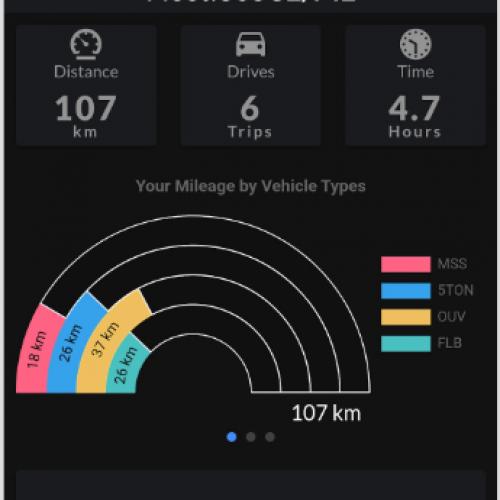 Distance
Drives
Time
107
6
4.7
km
Trips
Hours
Your Mileage by Vehicle Types
MSS
5TON
OUV
FLB
18 km
26 km
37 km
26 km
107 km